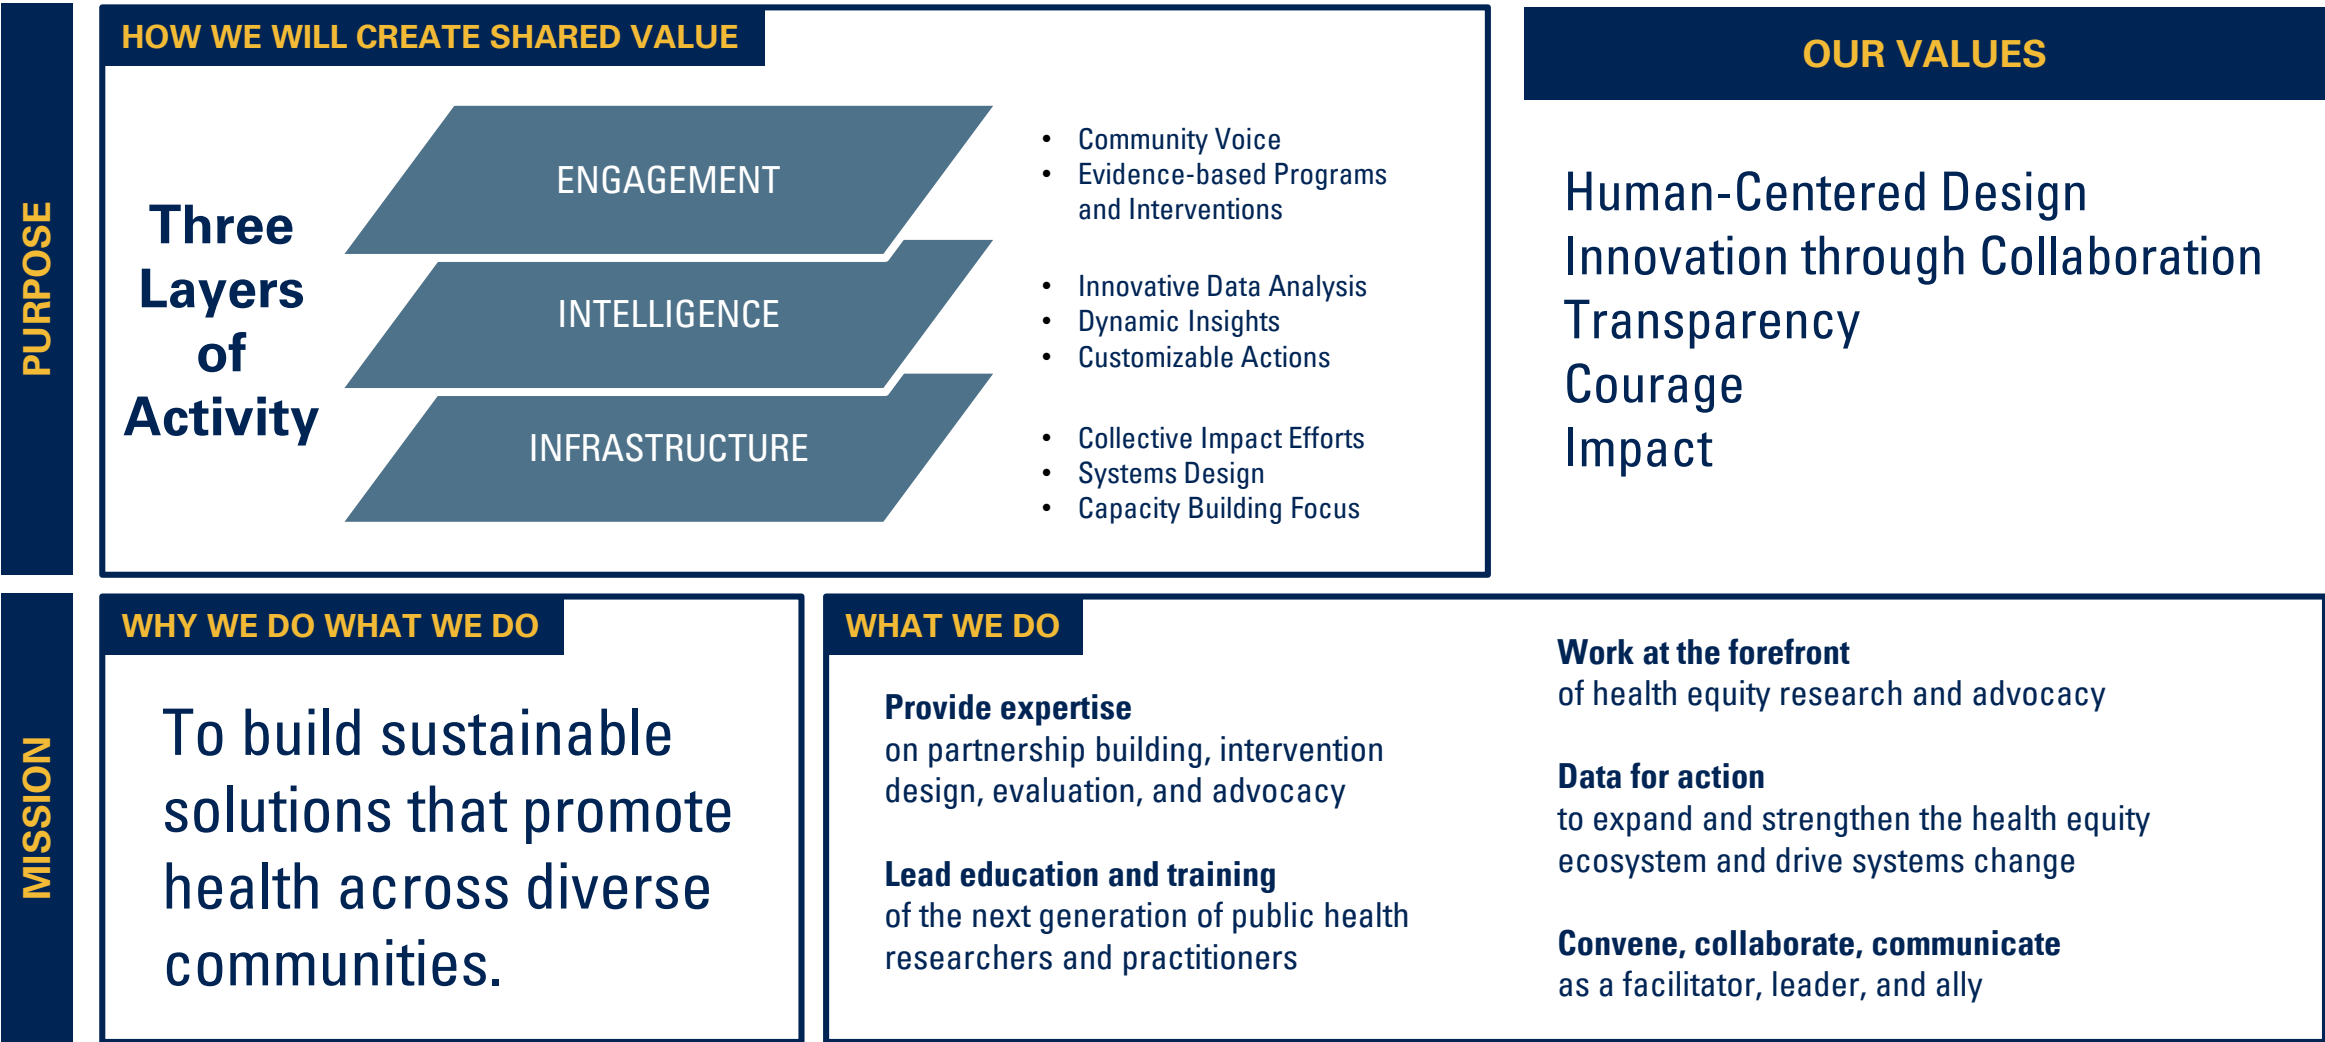 PURPOSE
HOW WE WILL CREATE SHARED VALUE
Three
Layers
of
Activity
ENGAGEMENT
• Community Voice
• Evidence-based Programs
and Interventions
INTELLIGENCE
• Innovative Data Analysis
• Dynamic Insights
• Customizable Actions
INFRASTRUCTURE
• Collective Impact Efforts
• Systems Design
• Capacity Building Focus
OUR VALUES
Human-Centered Design
Innovation through Collaboration
Transparency
Courage
Impact
MISSION
WHY WE DO WHAT WE DO
To build sustainable
solutions that promote
health across diverse
communities.
WHAT WE DO
Provide expertise
on partnership building, intervention
design, evaluation, and advocacy
Lead education and training
of the next generation of public health
researchers and practitioners
Work at the forefront
of health equity research and advocacy
Data for action
to expand and strengthen the health equity
ecosystem and drive systems change
Convene, collaborate, communicate
as a facilitator, leader, and ally